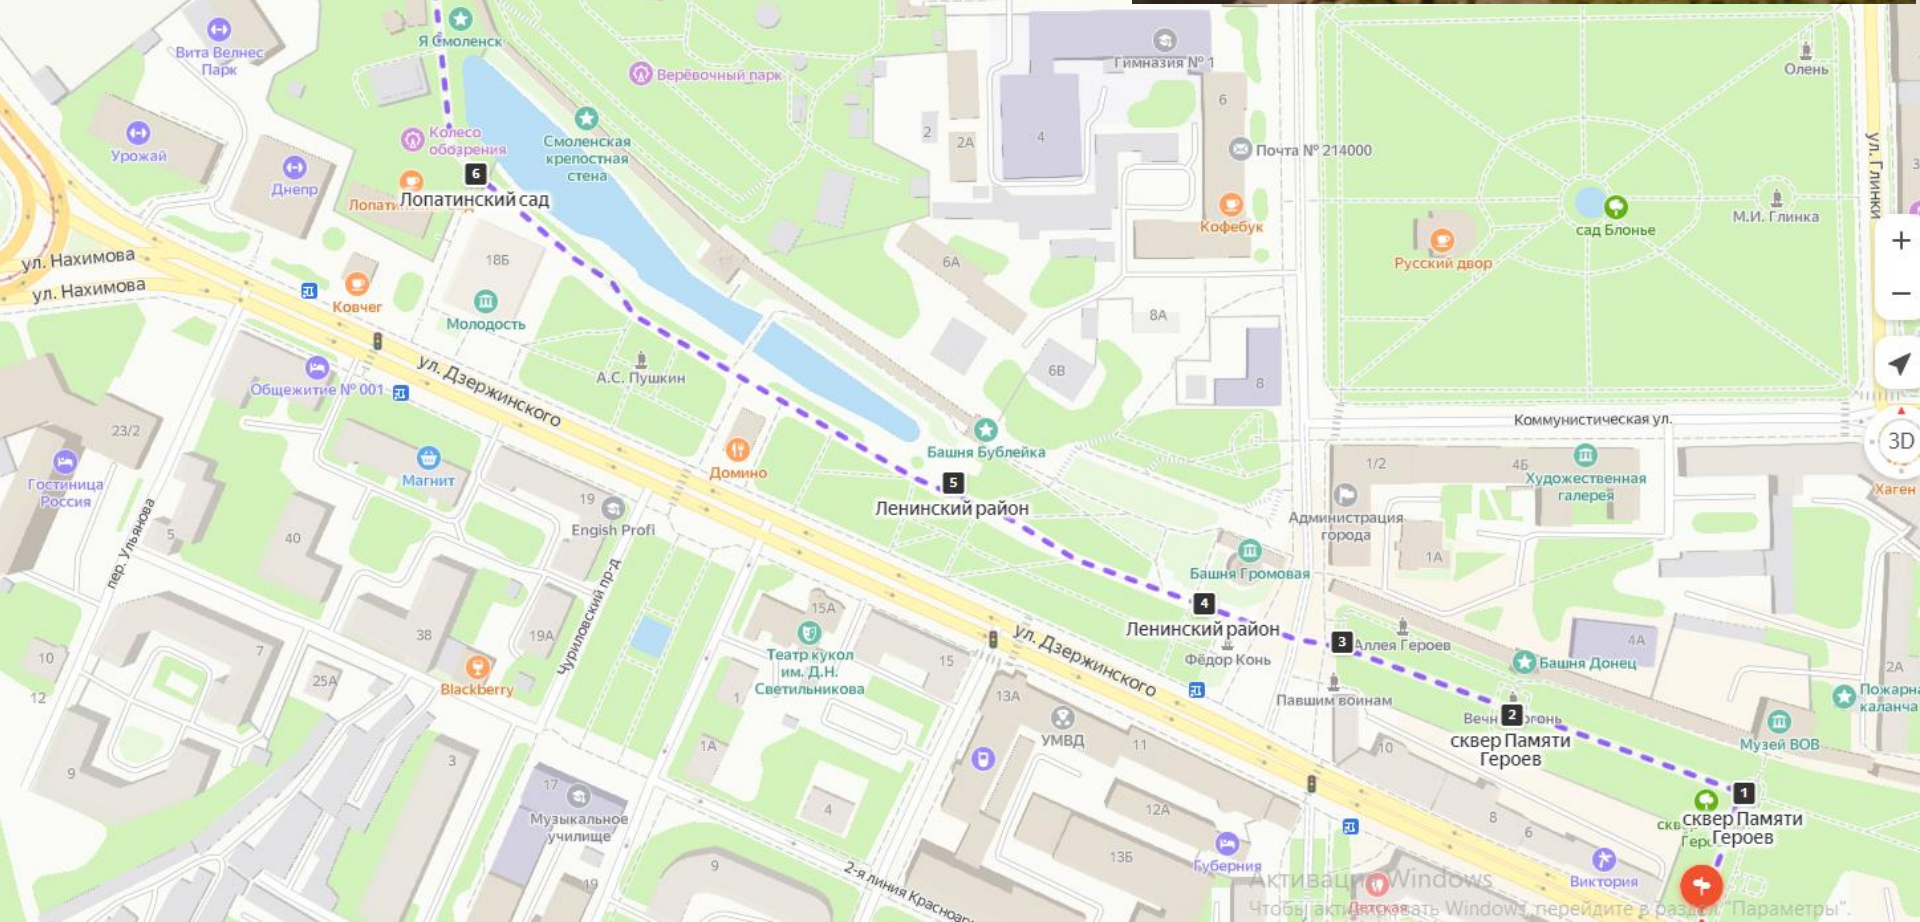 Я Смоленск
Вита Велнес
Парк
Верёвочный парк
Гимназия № 1
Олень
Урожай
Колесо
обозрения
Смоленская
крепостная
стена
2
2А
4
6
Почта № 214000
ул. Глинки
Днепр
6
Лопатинский сад
Кофебук
М.И. Глинка
сад Блонье
Русский двор
ул. Нахимова
ул. Нахимова
18Б
6А
+
−
Ковчег
Молодость
8А
ул. Дзержинского
А.С. Пушкин
6В
8
Общежитие № 001
23/2
Гостиница
Россия
Магнит
Домино
Башня Бублейка
Коммунистическая ул.
3D
Хаген
1/2
4Б
Художественная
галерея
5
Ленинский район
19
Engish Profi
Администрация
города
пер. Ульянова
5
40
1А
Башня Громовая
Чуриловский пр-д
38
19А
15А
Театр кукол
им. Д.Н.
Светильникова
15
4
Ленинский район
Фёдор Конь
3
Аллея Героев
4А
Башня Донец
2А
10
12
7
25А
Blackberry
1
ул. Дзержинского
13А
УМВД
11
Павшим воинам
2
сквер Памяти
Героев
Музей ВОВ
10
9
3
1А
17
Музыкальное
училище
4
12А
8
6
1
сквер Памяти
Героев
19
9
2-я линия Красноар
13Б
Губерния
Виктория
Детская
Активация Windows
Чтобы активировать Windows, перейдите в раздел "Параметры".